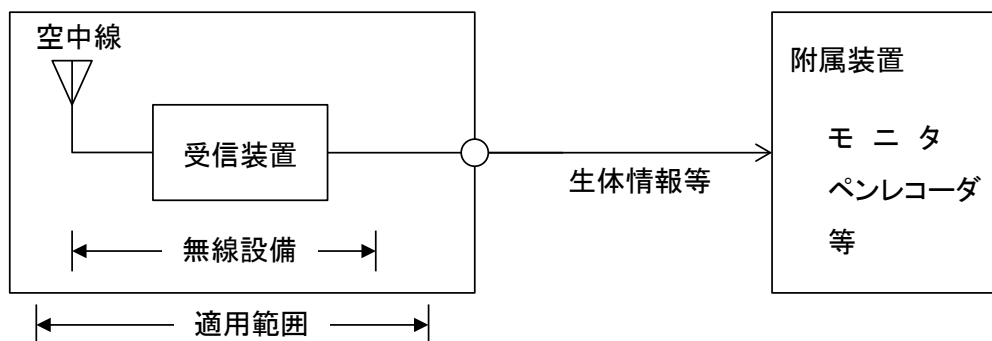 空中線
受信装置
無線設備
適用範囲
生体情報等
附属装置
モ ニ タ
ペンレコーダ
等